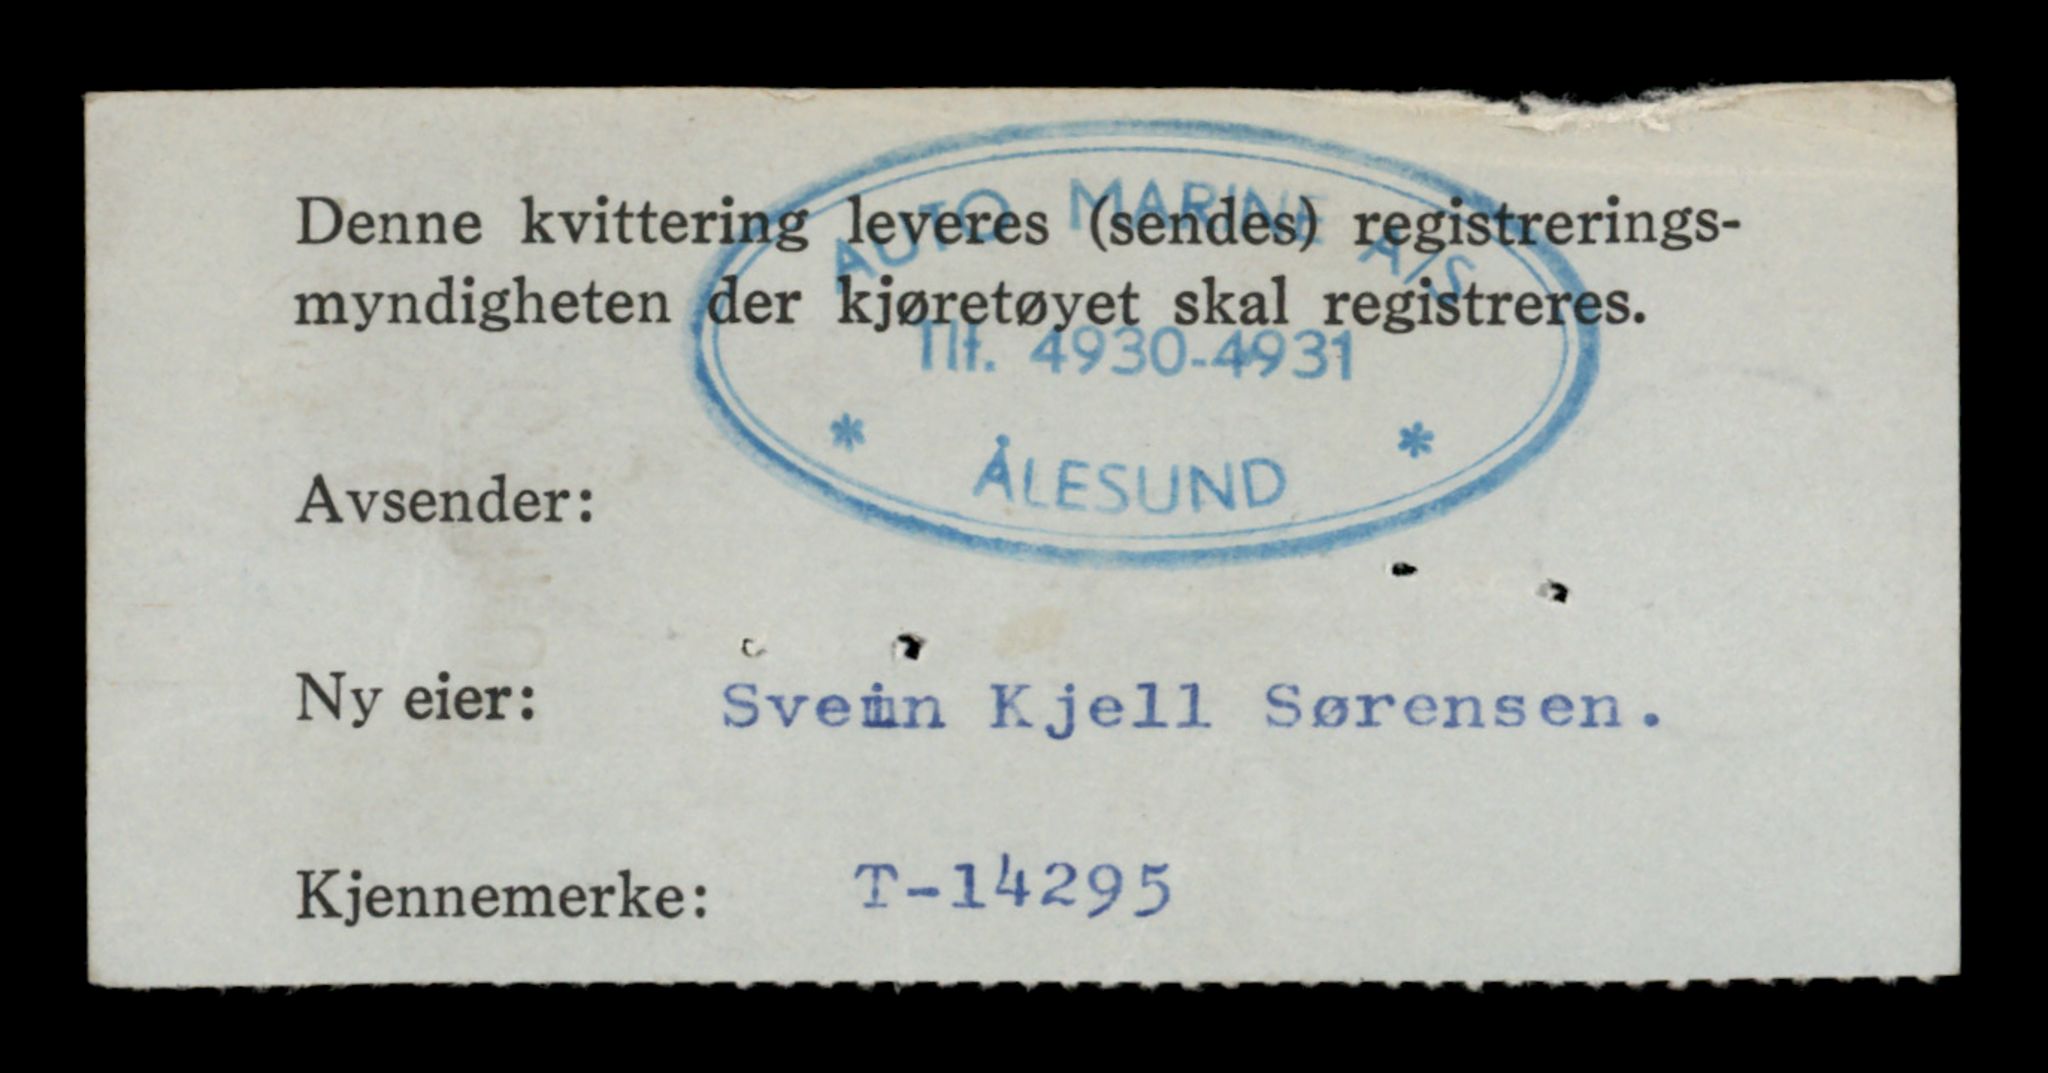 Denne kvittering leveres (sendes) registrerings-
myndigheten der kjøretøyet skal registreres.
AUTO MARINE A/S
Tlf. 4930-4931
* ÅLESUND *
Avsender:
Ny eier: Svein Kjell Sørensen.
Kjennemerke: T-14295